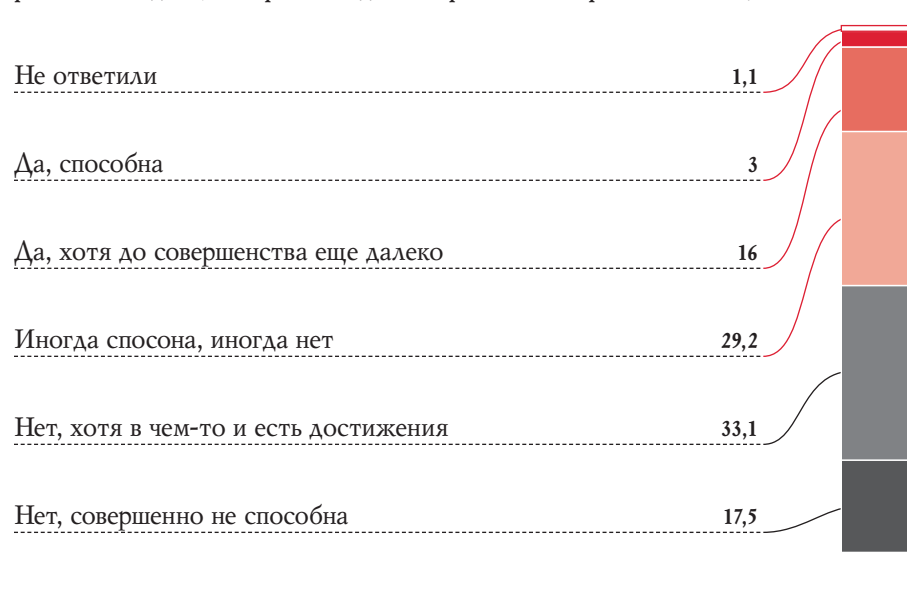 Не ответили 1,1
Да, способна 3
Да, хотя до совершенства еще далеко 16
Иногда спосона, иногда нет 29,2
Нет, хотя в чем-то и есть достижения 33,1
Нет, совершенно не способна 17,5